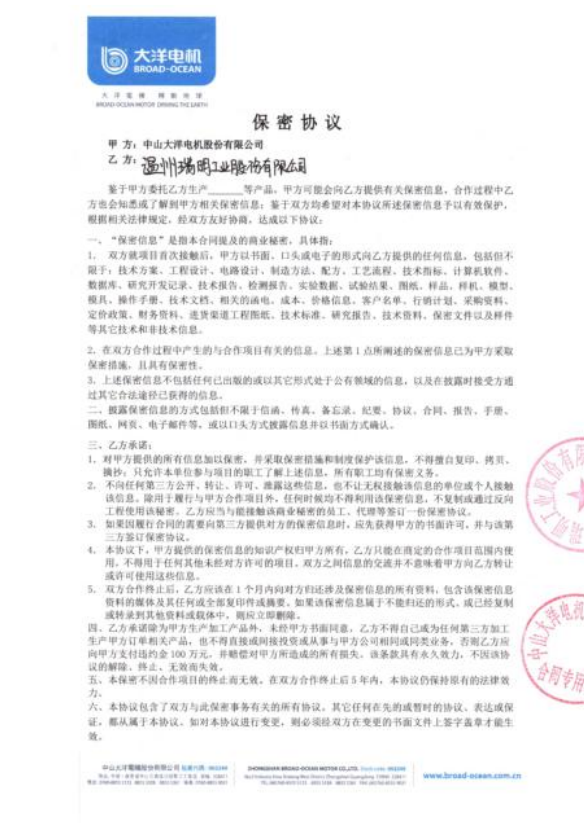 大洋电机
BROAD-OCEAN
大洋電機 轉動地球
BROAD-OCEAN MOTOR DRIVING THE EARTH
保密协议
甲方：中山大洋电机股份有限公司
乙方：温州瑞明工业股份有限公司
鉴于甲方委托乙方生产______等产品，甲方可能会向乙方提供有关保密信息，合作过程中乙
方也会知悉或了解到甲方相关保密信息；鉴于双方均希望对本协议所述保密信息予以有效保护，
根据相关法律规定，经双方友好协商，达成以下协议：
一、“保密信息”是指本合同提及的商业秘密，具体指：
1、 双方就项目首次接触后，甲方以书面、口头或电子的形式向乙方提供的任何信息，包括但不
限于：技术方案、工程设计、电路设计、制造方法、配方、工艺流程、技术指标、计算机软件、
数据库、研究开发记录、技术报告、检测报告、实验数据、试验结果、图纸、样品、样机、模型、
模具、操作手册、技术文档、相关的函电、成本、价格信息、客户名单、行销计划、采购资料、
定价政策、财务资料、进货渠道工程图纸、技术标准、研究报告、技术资料、保密文件以及样件
等其它技术和非技术信息。
2、在双方合作过程中产生的与合作项目有关的信息。上述第 1 点所阐述的保密信息已为甲方采取
保密措施，且具有保密性。
3、上述保密信息不包括任何已出版的或以其它形式处于公有领域的信息，以及在披露时接受方通
过其它合法途径已获得的信息。
二、披露保密信息的方式包括但不限于信函、传真、备忘录、纪要、协议、合同、报告、手册、
图纸、网页、电子邮件等，或以口头方式披露信息并以书面方式确认。
三、乙方承诺：
1、对甲方提供的所有信息加以保密，并采取保密措施和制度保护该信息，不得擅自复印、拷贝、
摘抄；只允许本单位参与项目的职工了解上述信息，所有职工均有保密义务。
2、 不向任何第三方公开、转让、许可、泄露这些信息，也不让无权接触该信息的单位或个人接触
该信息。除用于履行与甲方合作项目外，任何时候均不得利用该保密信息，不复制或通过反向
工程使用该秘密。乙方应当与能接触该商业秘密的员工、代理等签订一份保密协议。
3、 如果因履行合同的需要向第三方提供对方的保密信息时，应先获得甲方的书面许可，并与该第
三方签订保密协议。
4、 本协议下，甲方提供的保密信息的知识产权归甲方所有，乙方只能在商定的合作项目范围内使
用，不得用于任何其他未经对方许可的项目。双方之间信息的交流并不意味着甲方向乙方转让
或许可使用这些信息。
5、 双方合作终止后，乙方应该在 1 个月内向对方归还涉及保密信息的所有资料，包含该保密信息
资料的媒体及其任何或全部复印件或摘要。如果该保密信息属于不能归还的形式，或已经复制
或转录到其他资料或载体中，则应立即删除。
四、乙方承诺除为甲方生产加工产品外，未经甲方书面同意，乙方不得自己或为任何第三方加工
生产甲方订单相关产品，也不得直接或间接投资或从事与甲方公司相同或同类业务，否则乙方应
向甲方支付违约金 100 万元，并赔偿对甲方所造成的所有损失。该条款具有永久效力，不因该协
议的解除、终止、无效而失效。
五、本保密不因合作项目的终止而无效。在双方合作终止后 5 年内，本协议仍保持原有的法律效
力。
六、本协议包含了双方与此保密事务有关的所有协议，其它任何在先的或暂时的协议、表达或保
证，都从属于本协议。如对本协议进行变更，则必须经双方在变更的书面文件上签字盖章才能生
效。
中山大洋電機股份有限公司
ZHONGSHAN BROAD-OCEAN MOTOR CO.,LTD.
www.broad-ocean.com.cn
明工业股份有限
中山大洋电机
合同专用